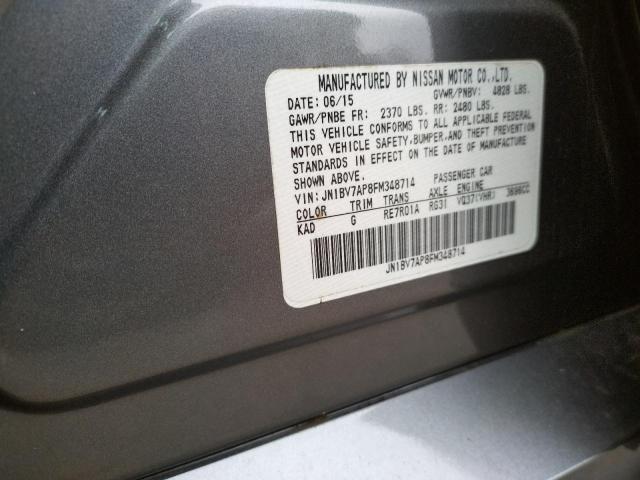 MANUFACTURED BY NISSAN MOTOR CO.,LTD.
DATE: 06/15 GVWR/PNBV: 4828 LBS.
GAWR/PNBE FR: 2370 LBS. RR: 2480 LBS.
THIS VEHICLE CONFORMS TO ALL APPLICABLE FEDERAL
MOTOR VEHICLE SAFETY,BUMPER,AND THEFT PREVENTION
STANDARDS IN EFFECT ON THE DATE OF MANUFACTURE
SHOWN ABOVE.
VIN: JN1BV7AP8FM348714 PASSENGER CAR
COLOR TRIM TRANS AXLE ENGINE
KAD G RE7R01A RG31 VQ37(VHR) 3696CC
JN1BV7AP8FM348714